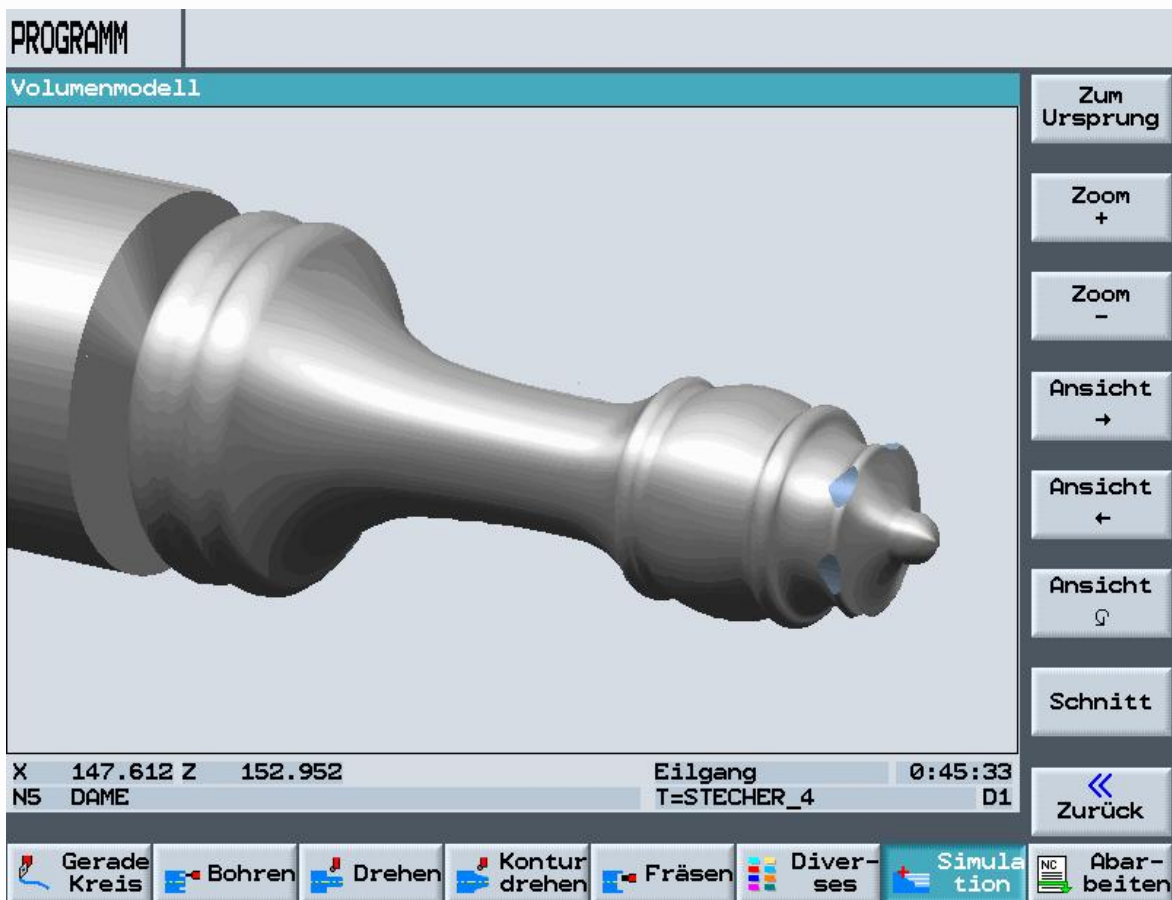 PROGRAMM
Volumenmodell
Zum
Ursprung
Zoom
+
Zoom
-
Ansicht
→
Ansicht
←
Ansicht
Schnitt
«
Zurück
X 147.612 Z 152.952 Eilgang 0:45:33
N5 DAME T=STECHER_4 D1
Gerade
Kreis
Bohren
Drehen
Kontur
drehen
Fräsen
Diver-
ses
Simula
tion
NC
Abar-
beiten